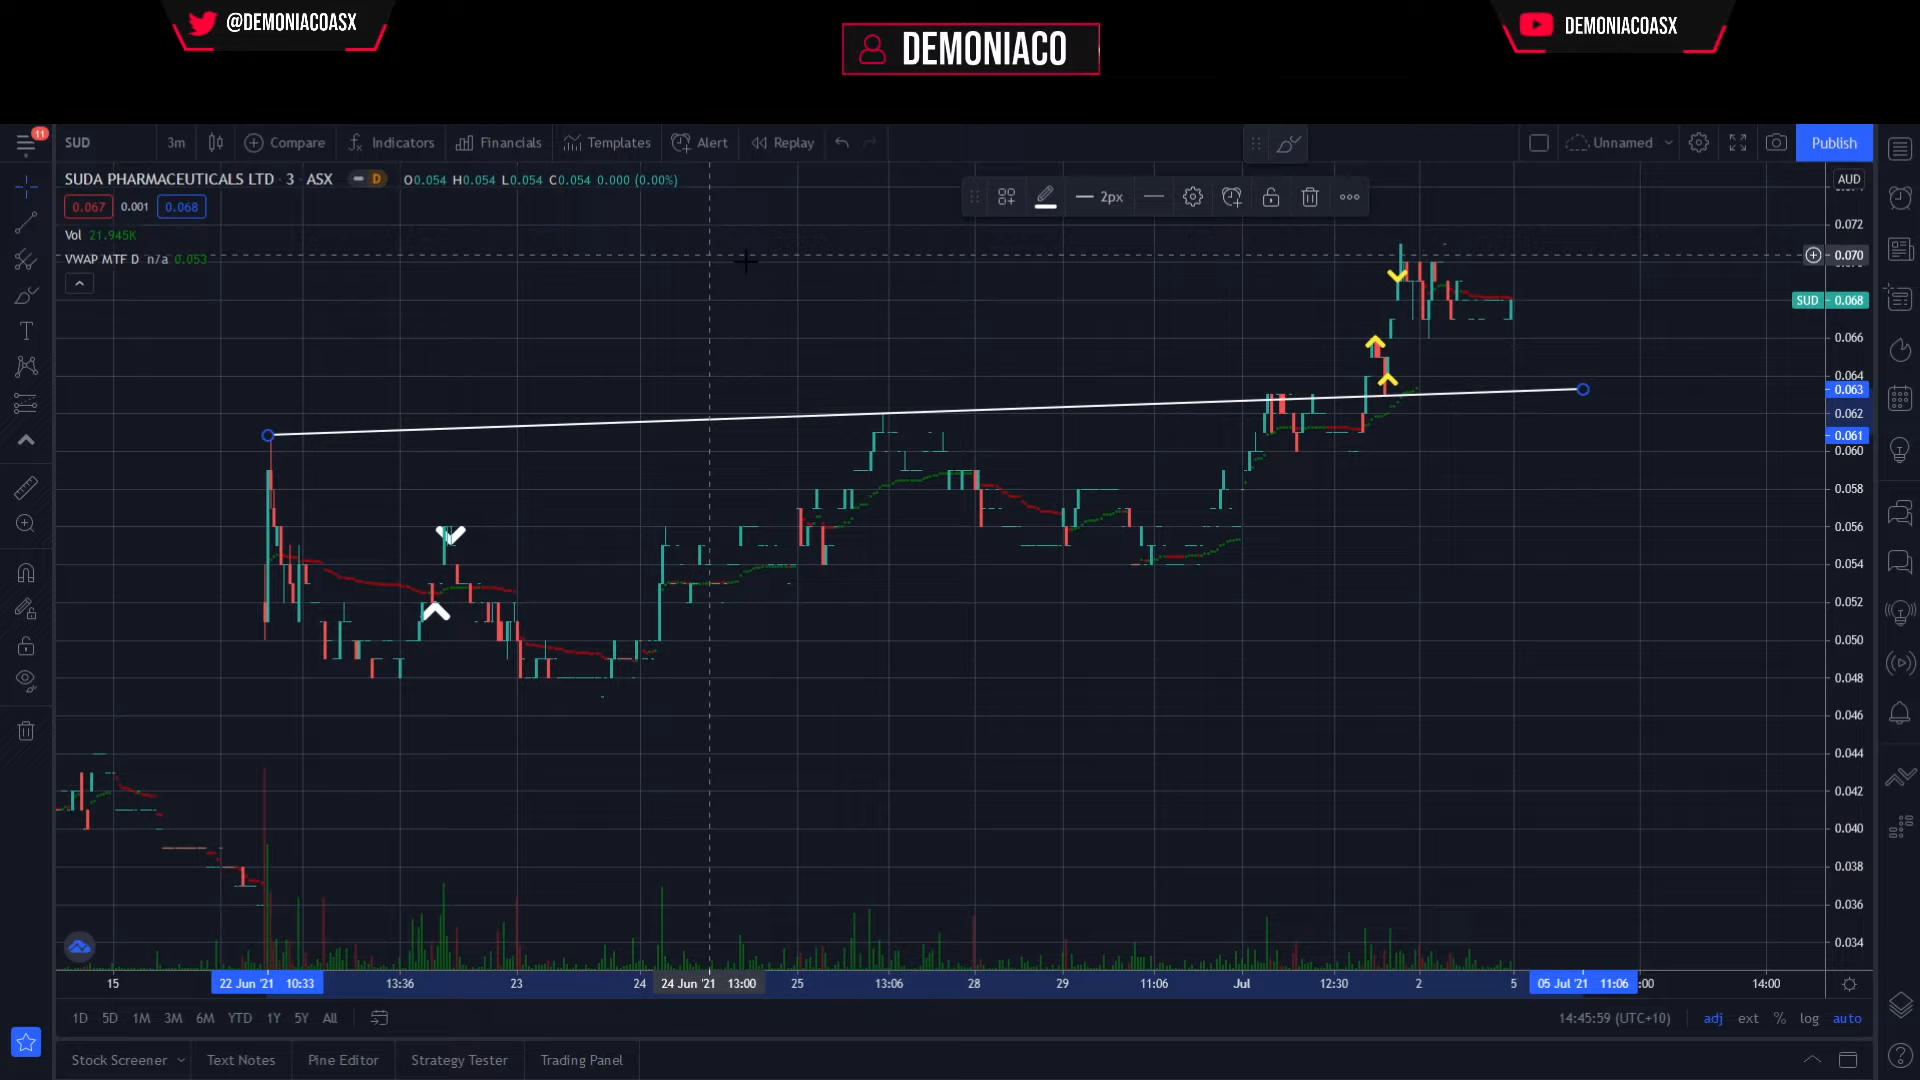 @DEMONIACOASX
DEMONIACO
DEMONIACOASX
11
SUD 3m Compare Indicators Financials Templates Alert Replay Unnamed Publish
SUDA PHARMACEUTICALS LTD · 3 · ASX D O0.054 H0.054 L0.054 C0.054 0.000 (0.00%)
AUD
2px
0.067 0.001 0.068
Vol 21.945K
VWAP MTF D n/a 0.053
0.072
0.070
SUD 0.068
0.066
0.064
0.063
0.062
0.061
0.060
0.058
0.056
0.054
0.052
0.050
0.048
0.046
0.044
0.042
0.040
0.038
0.036
0.034
15 22 Jun '21 10:33 13:36 23 24 24 Jun '21 13:00 25 13:06 28 29 11:06 Jul 12:30 2 5 05 Jul '21 11:06 :00 14:00
1D 5D 1M 3M 6M YTD 1Y 5Y All 14:45:59 (UTC+10) adj ext % log auto
Stock Screener Text Notes Pine Editor Strategy Tester Trading Panel